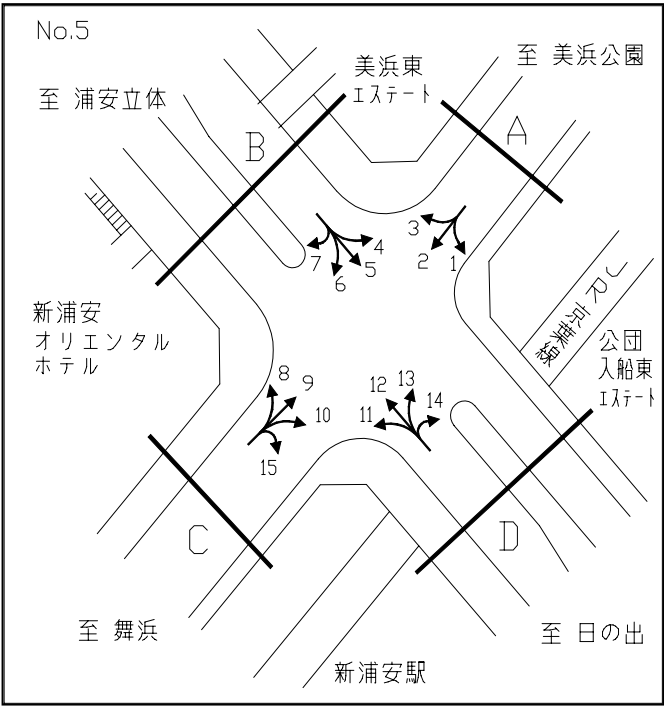 No.5
至 美浜公園
美浜東
エステート
至 浦安立体
A
B
3
4
7
2
1
5
6
JR京葉線
新浦安
オリエンタル
ホテル
公団
入船東
エステート
8
9
12
13
14
10
11
15
C
D
至 舞浜
至 日の出
新浦安駅